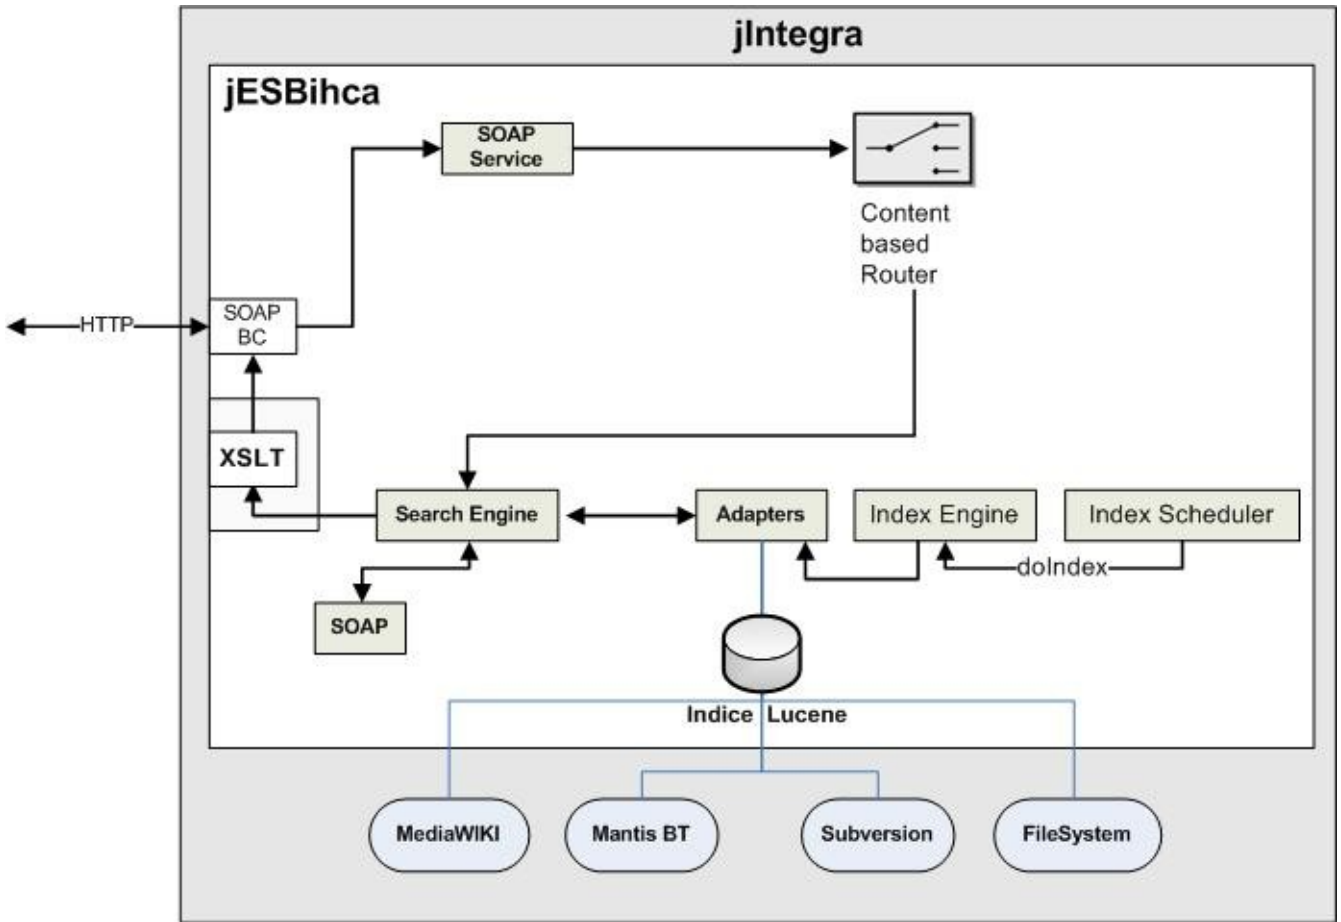 jIntegra
jESBihca
SOAP
Service
Content
based
Router
HTTP
SOAP
BC
XSLT
Search Engine
Adapters
Index Engine
Index Scheduler
doIndex
SOAP
Indice Lucene
MediaWIKI
Mantis BT
Subversion
FileSystem